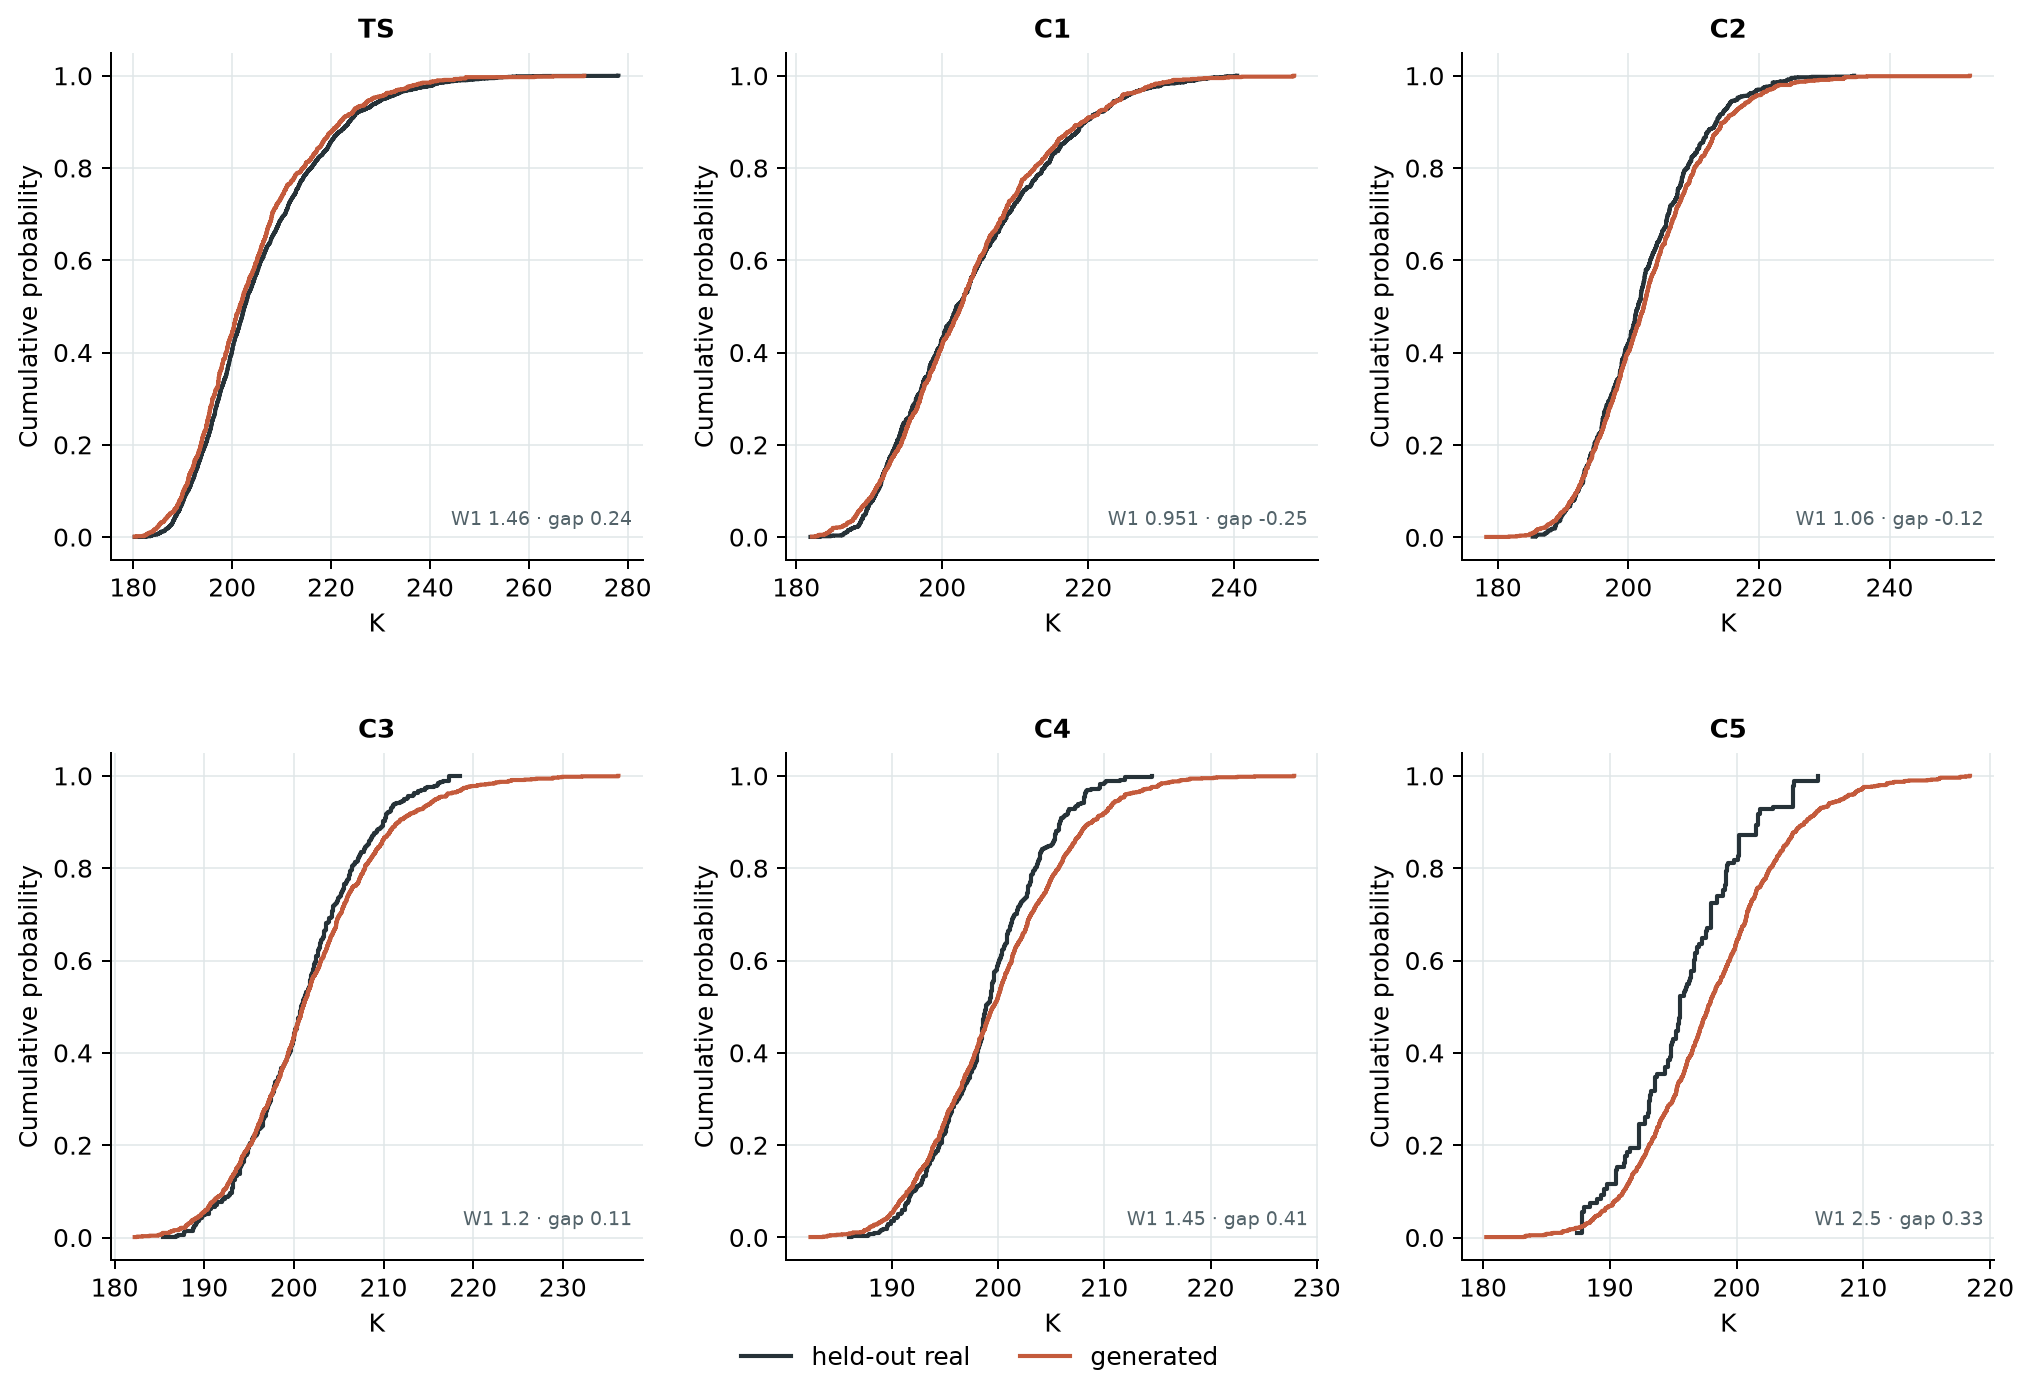 TS
C1
C2
1.0
0.8
0.6
0.4
0.2
0.0
Cumulative probability
W1 1.46 · gap 0.24
180 200 220 240 260 280
K
1.0
0.8
0.6
0.4
0.2
0.0
Cumulative probability
W1 0.951 · gap -0.25
180 200 220 240
K
1.0
0.8
0.6
0.4
0.2
0.0
Cumulative probability
W1 1.06 · gap -0.12
180 200 220 240
K
C3
C4
C5
1.0
0.8
0.6
0.4
0.2
0.0
Cumulative probability
W1 1.2 · gap 0.11
180 190 200 210 220 230
K
1.0
0.8
0.6
0.4
0.2
0.0
Cumulative probability
W1 1.45 · gap 0.41
190 200 210 220 230
K
1.0
0.8
0.6
0.4
0.2
0.0
Cumulative probability
W1 2.5 · gap 0.33
180 190 200 210 220
K
held-out real
generated